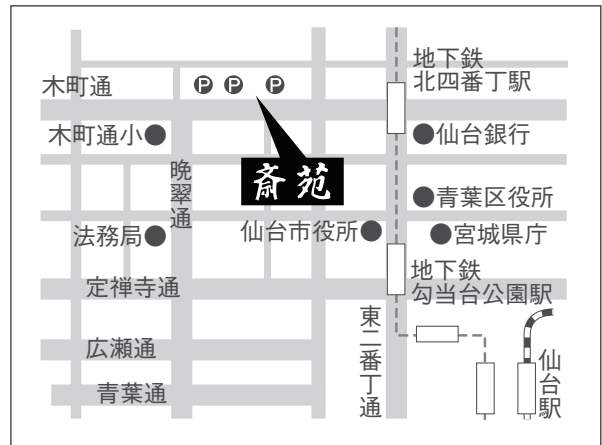 地下鉄
北四番丁駅
木町通
P P P
木町通小●
●仙台銀行
晩翠通
斎苑
●青葉区役所
法務局●
仙台市役所●
●宮城県庁
地下鉄
勾当台公園駅
定禅寺通
東二番丁通
広瀬通
仙台駅
青葉通